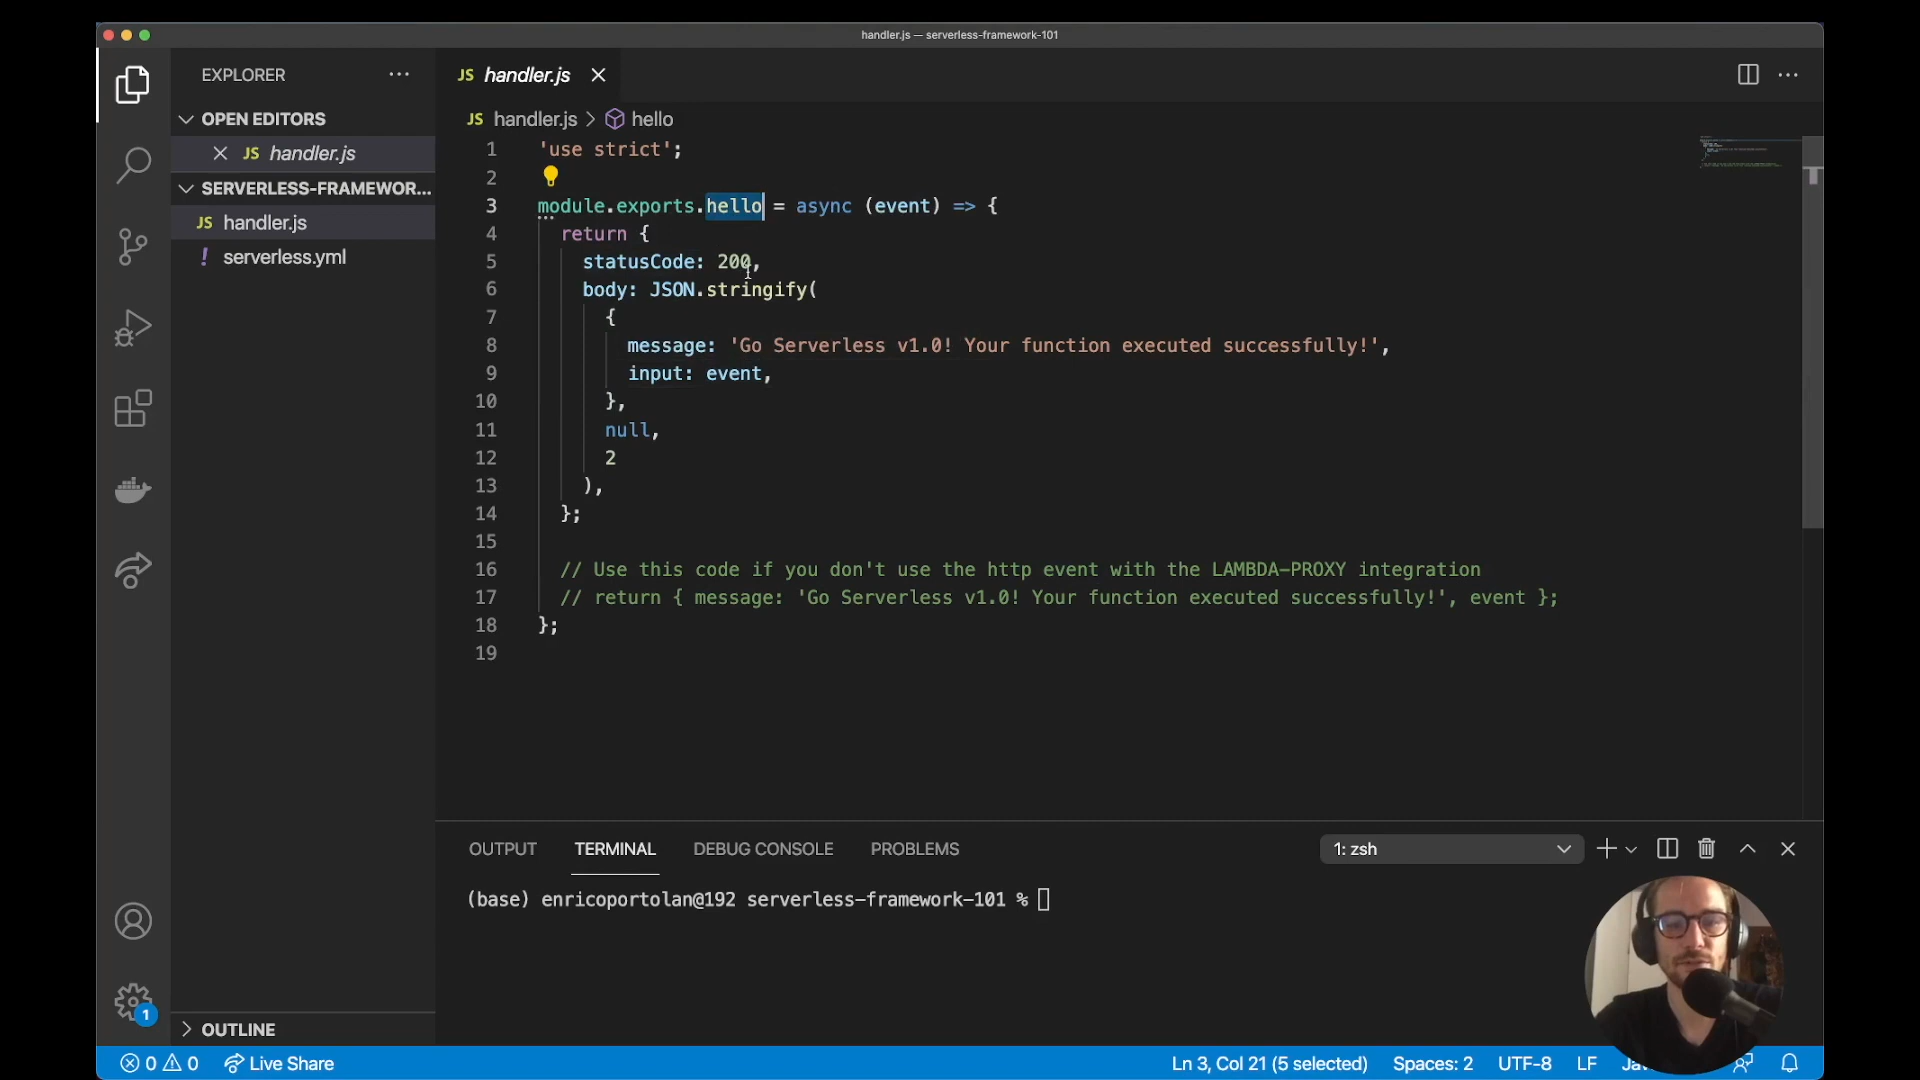 handler.js — serverless-framework-101
EXPLORER
JS handler.js
OPEN EDITORS
JS handler.js
SERVERLESS-FRAMEWOR...
JS handler.js
! serverless.yml
OUTLINE
JS handler.js > hello
1 'use strict';
2
3 module.exports.hello = async (event) => {
4 return {
5 statusCode: 200,
6 body: JSON.stringify(
7 {
8 message: 'Go Serverless v1.0! Your function executed successfully!',
9 input: event,
10 },
11 null,
12 2
13 ),
14 };
15
16 // Use this code if you don't use the http event with the LAMBDA-PROXY integration
17 // return { message: 'Go Serverless v1.0! Your function executed successfully!', event };
18 };
19
OUTPUT TERMINAL DEBUG CONSOLE PROBLEMS
1: zsh
(base) enricoportolan@192 serverless-framework-101 %
1
0 0 Live Share
Ln 3, Col 21 (5 selected) Spaces: 2 UTF-8 LF